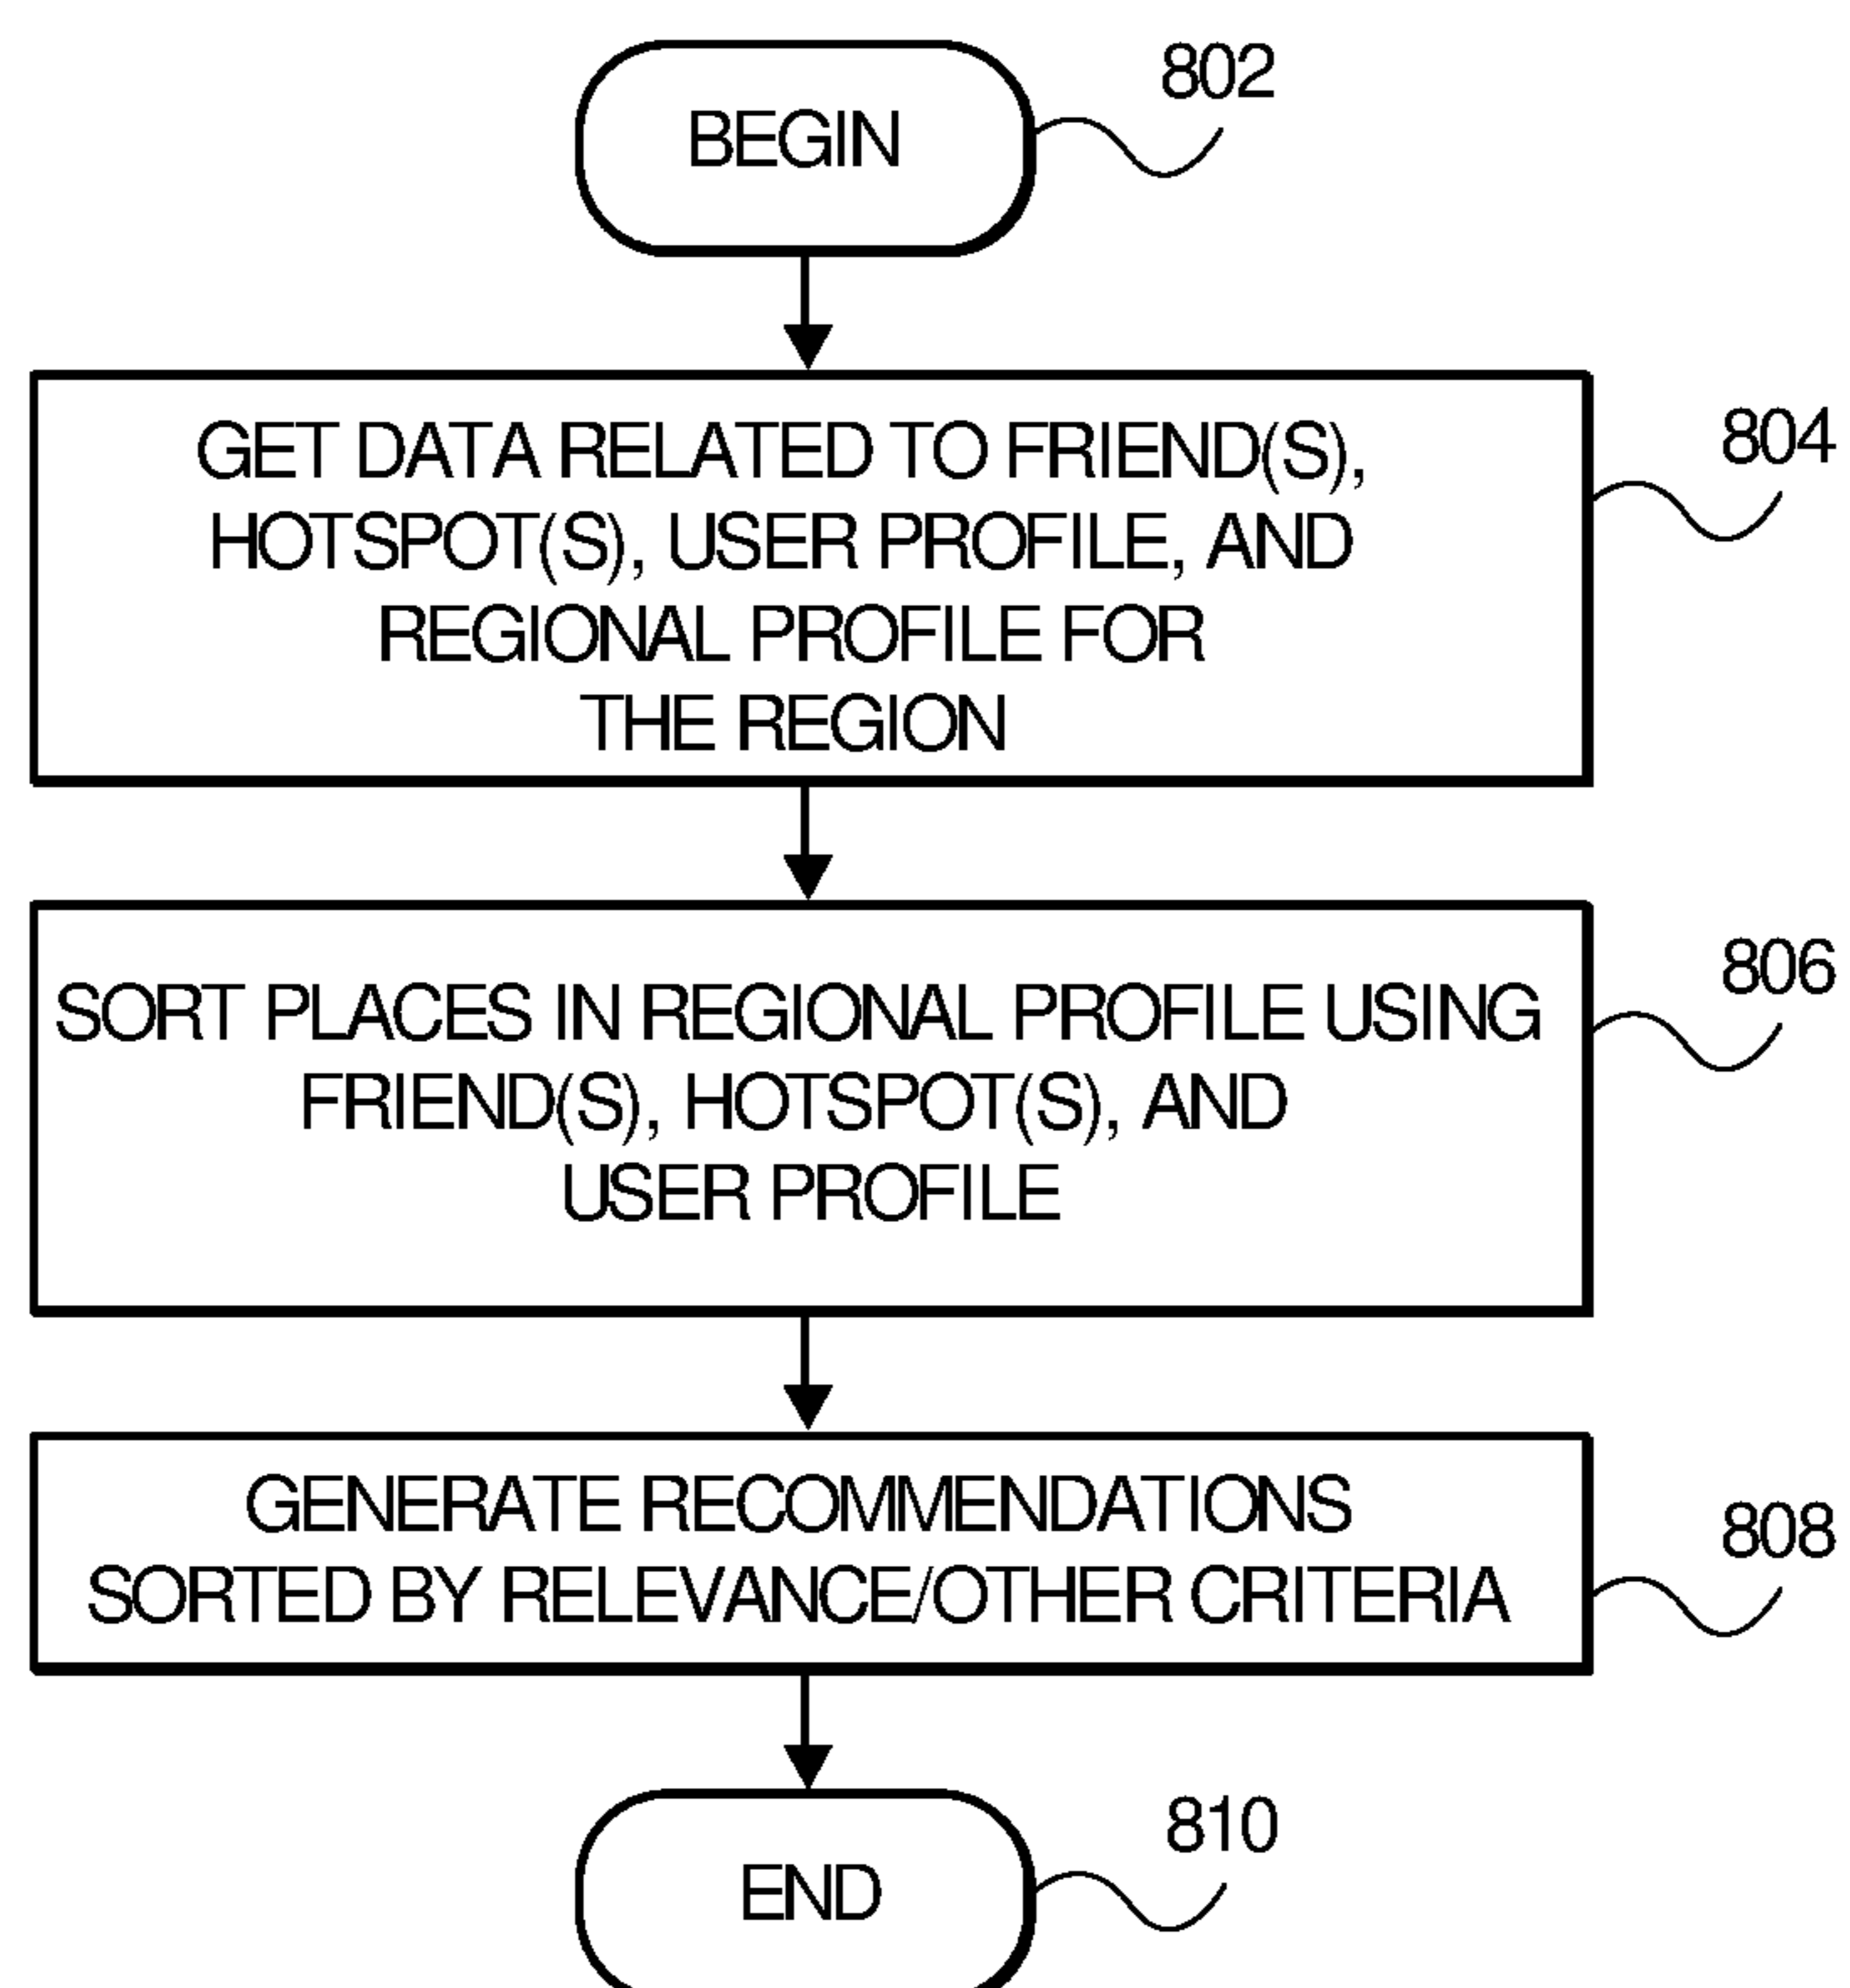 BEGIN
802
GET DATA RELATED TO FRIEND(S),
HOTSPOT(S), USER PROFILE, AND
REGIONAL PROFILE FOR
THE REGION
804
SORT PLACES IN REGIONAL PROFILE USING
FRIEND(S), HOTSPOT(S), AND
USER PROFILE
806
GENERATE RECOMMENDATIONS
SORTED BY RELEVANCE/OTHER CRITERIA
808
END
810